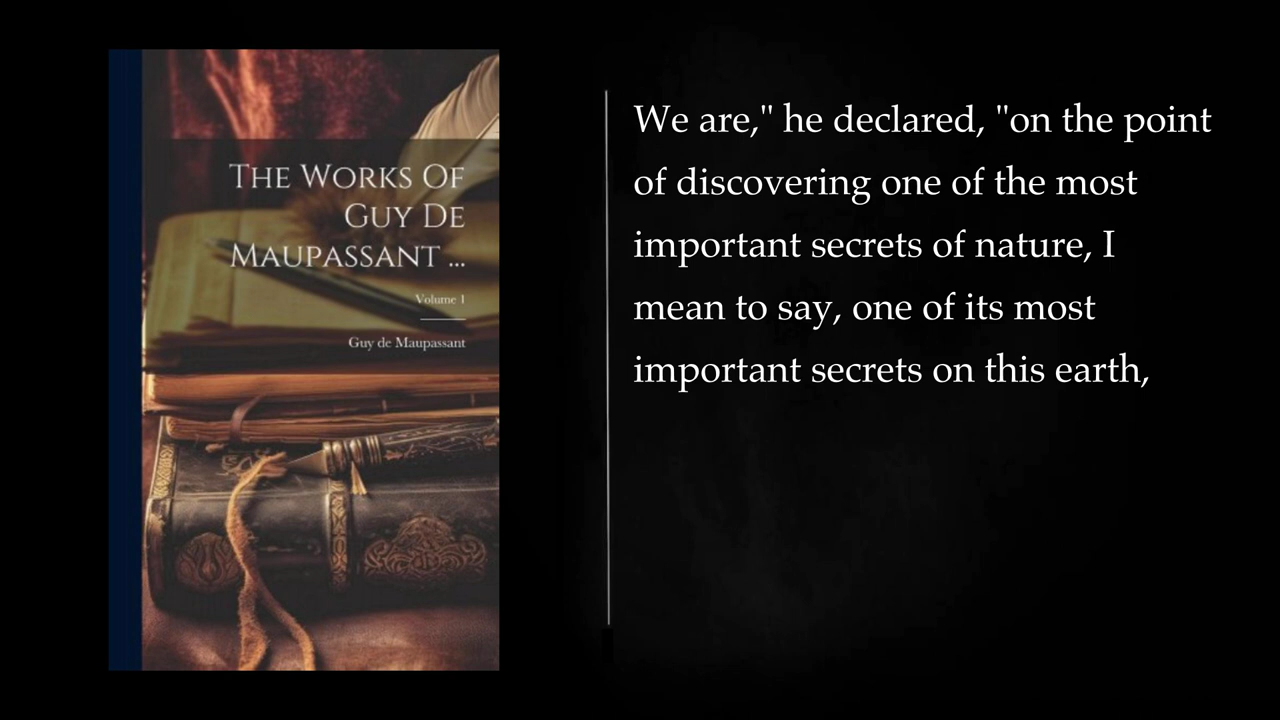 The Works Of
Guy De
Maupassant ...
Volume 1
Guy de Maupassant
We are," he declared, "on the point
of discovering one of the most
important secrets of nature, I
mean to say, one of its most
important secrets on this earth,